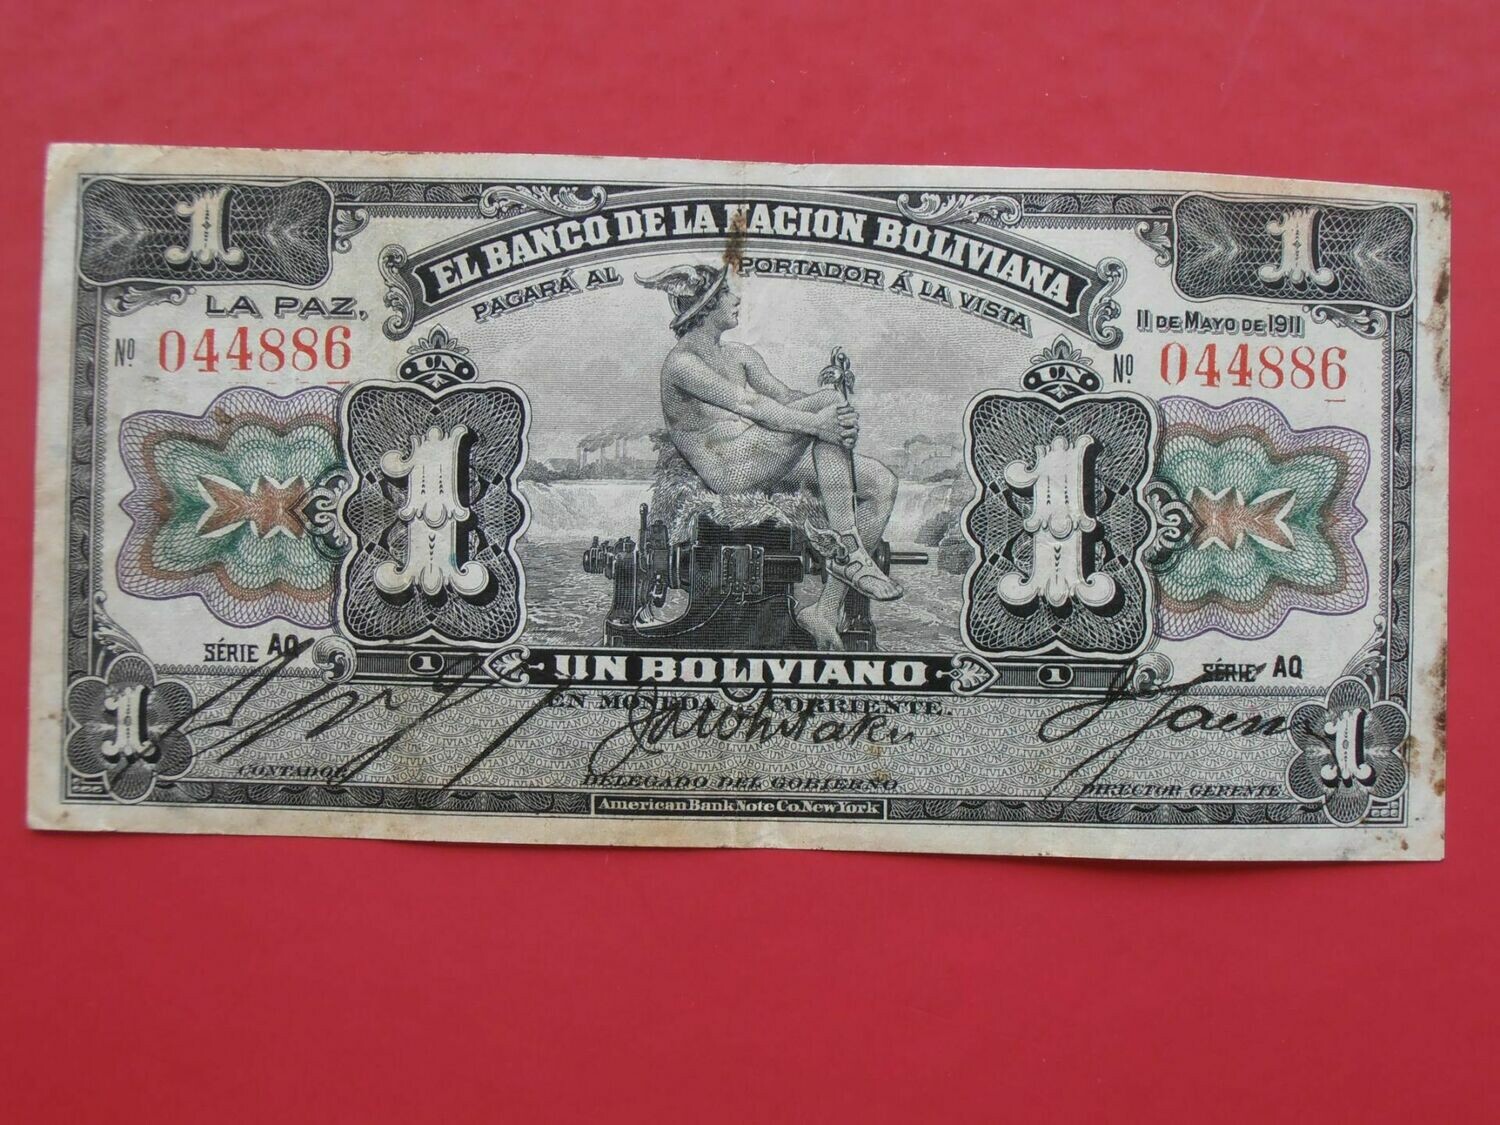 1 1
EL BANCO DE LA NACION BOLIVIANA
PAGARÁ AL PORTADOR Á LA VISTA
LA PAZ, 11 DE MAYO DE 1911
Nº 044886 Nº 044886
UN UN
1 1
SÉRIE AQ SÉRIE AQ
1 UN BOLIVIANO 1
EN MONEDA CORRIENTE.
1 1
J A Whitaker
CONTADOR DELEGADO DEL GOBIERNO DIRECTOR GERENTE
American Bank Note Co. New York